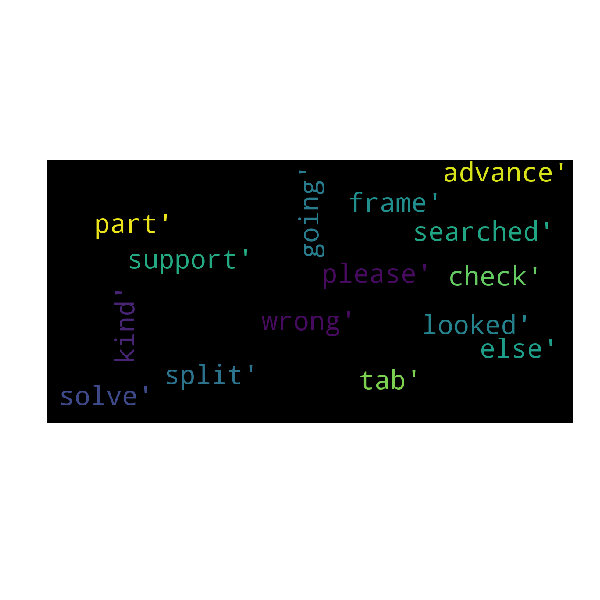 advance'
going'
frame'
part'
searched'
support'
please'
check'
kind'
wrong'
looked'
else'
split'
tab'
solve'